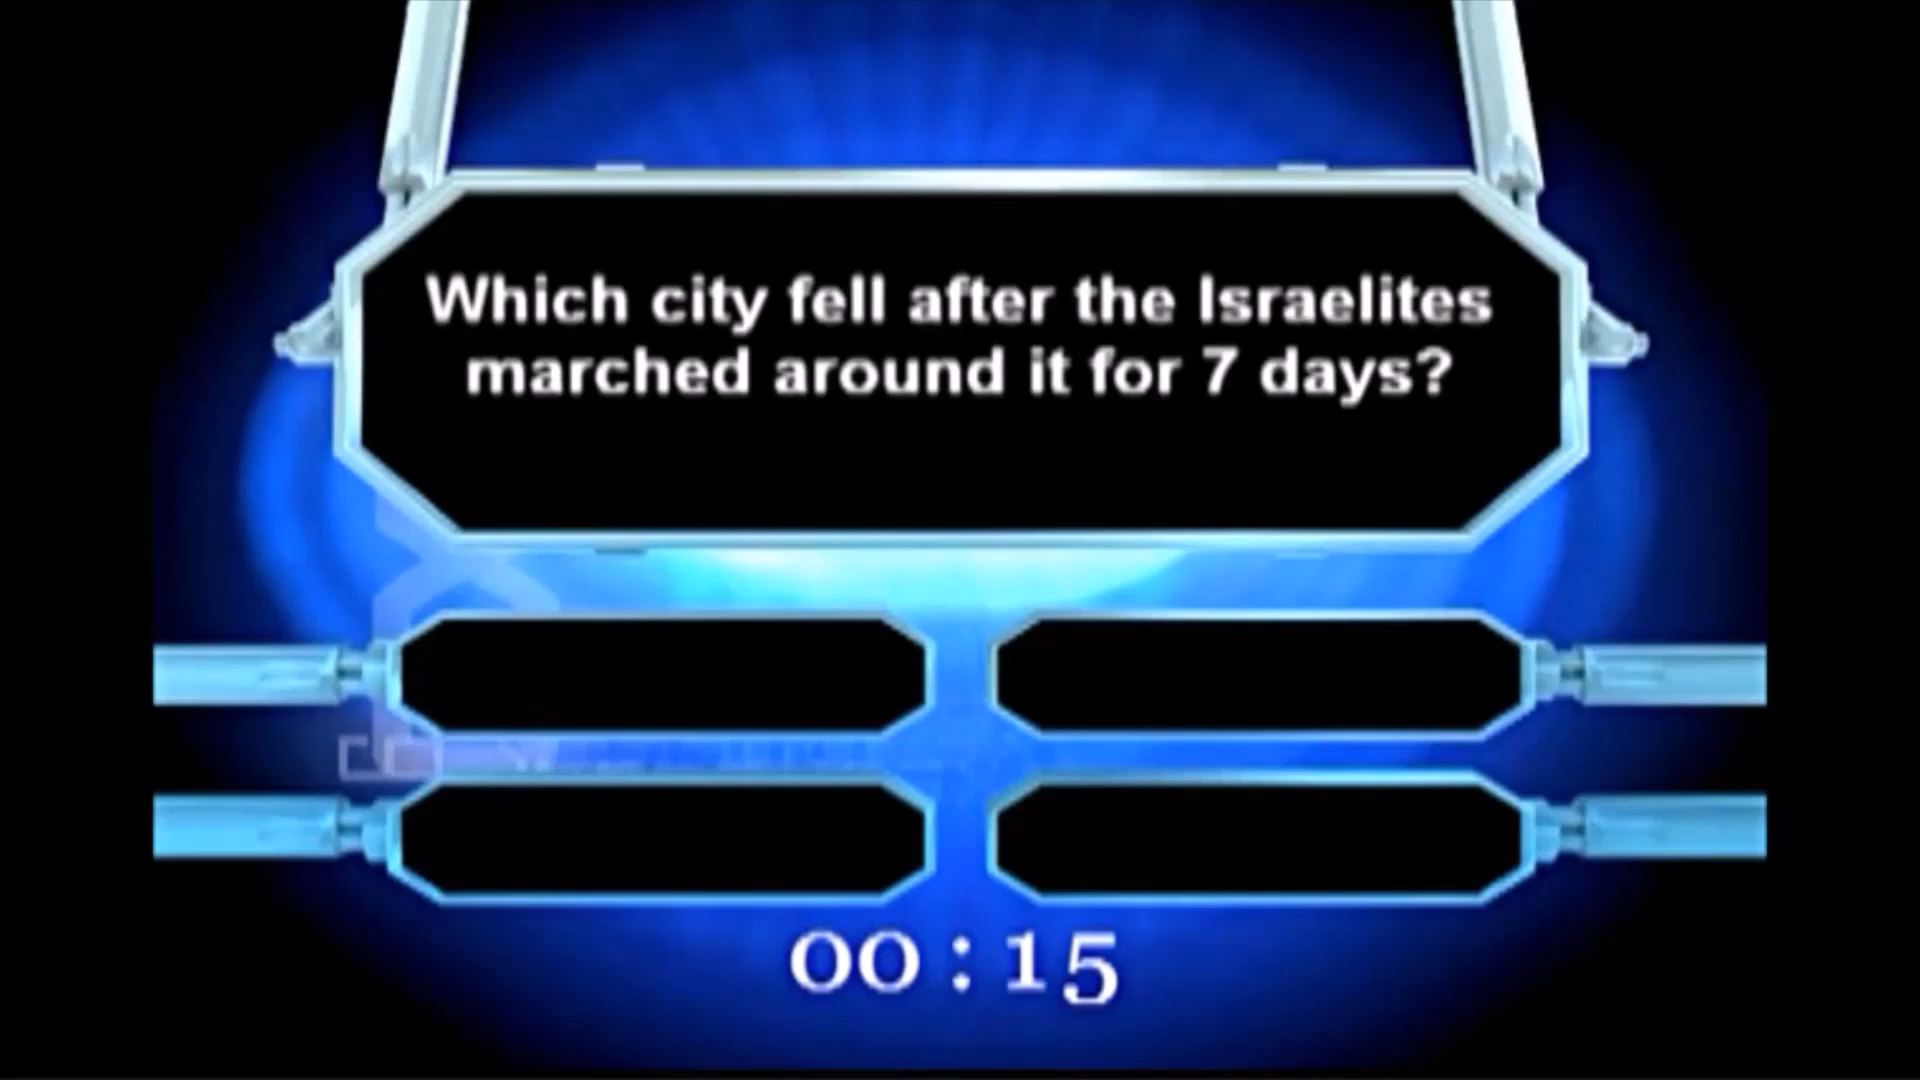 Which city fell after the Israelites
marched around it for 7 days?
00:15